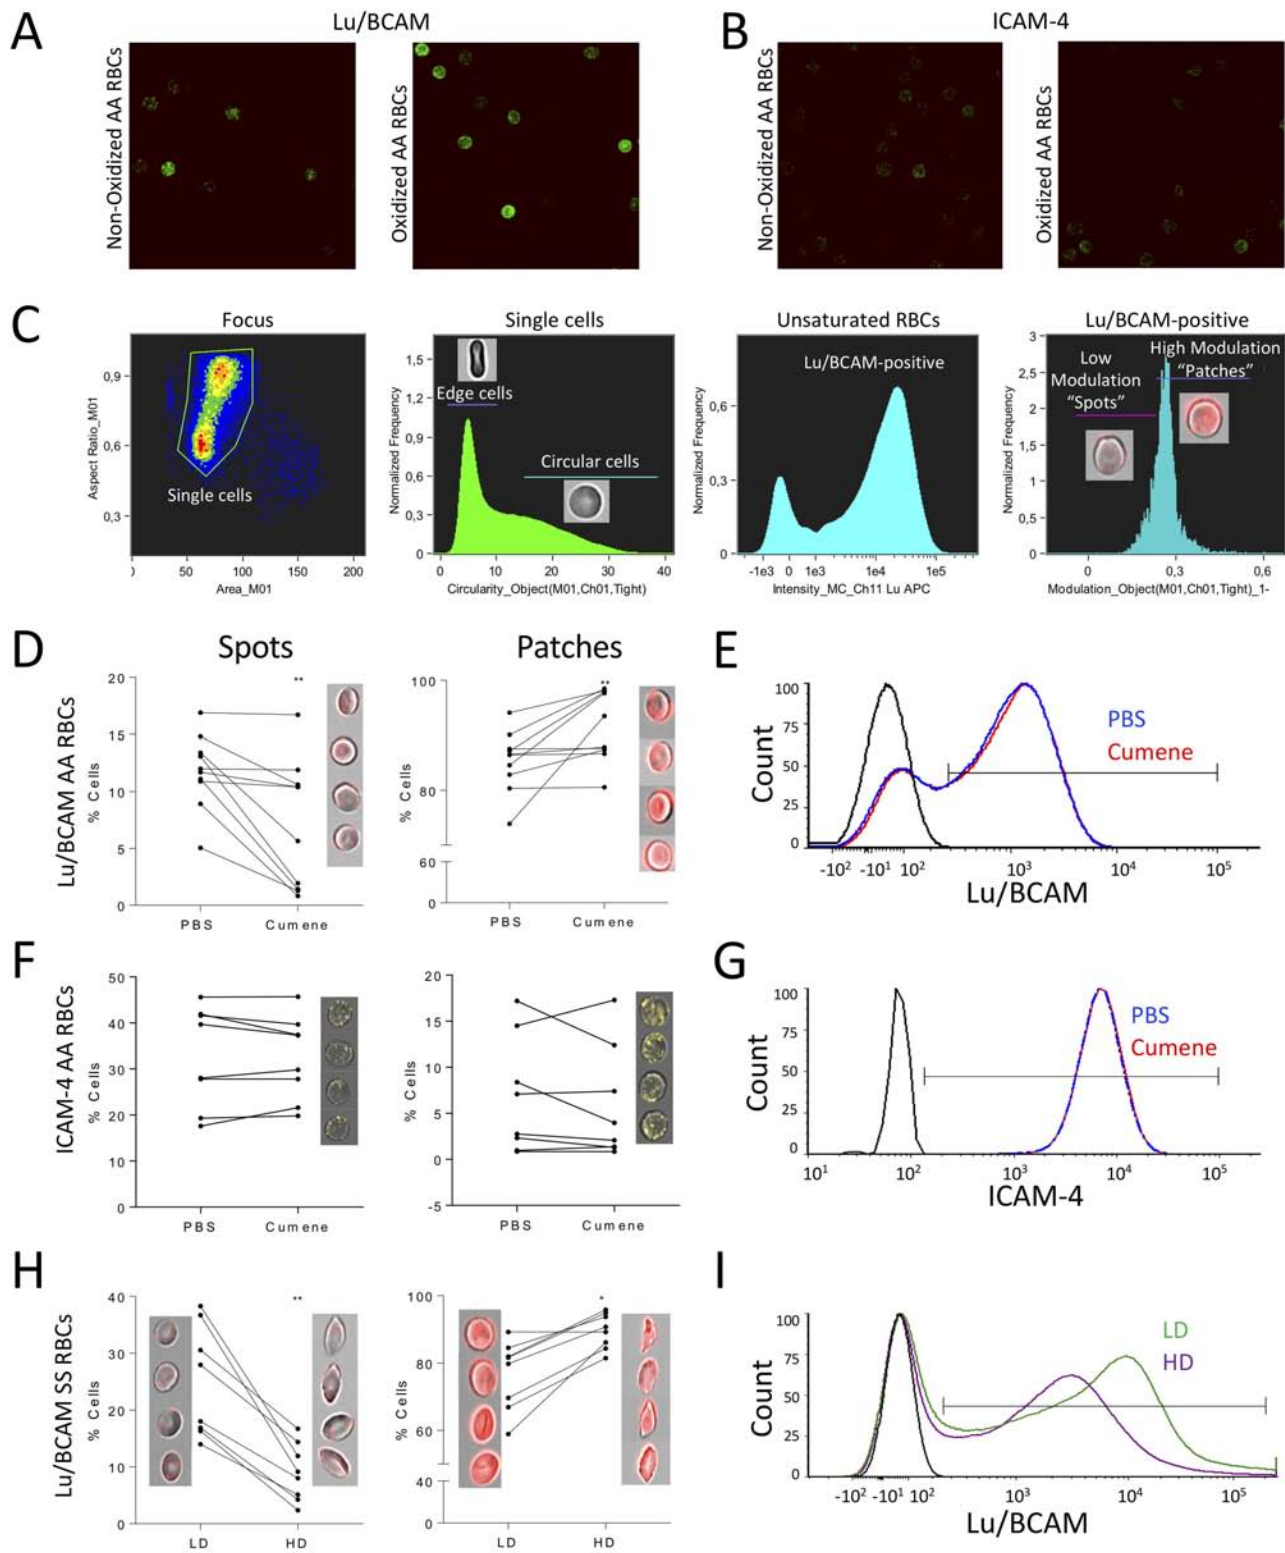 A
Lu/BCAM
Non-Oxidized AA RBCs
Oxidized AA RBCs
B
ICAM-4
Non-Oxidized AA RBCs
Oxidized AA RBCs
C
Focus
Aspect Ratio_M01
0,9
0,6
0,3
Single cells
0 50 100 150 200
Area_M01
Single cells
Normalized Frequency
1,5
1,2
0,9
0,6
0,3
0
Edge cells
Circular cells
0 10 20 30 40
Circularity_Object(M01,Ch01,Tight)
Unsaturated RBCs
Normalized Frequency
0,6
0,3
0
Lu/BCAM-positive
-1e3 0 1e3 1e4 1e5
Intensity_MC_Ch11 Lu APC
Lu/BCAM-positive
Normalized Frequency
3
2,5
2
1,5
1
0,5
0
Low
Modulation
“Spots”
High Modulation
“Patches”
0 0,3 0,6
Modulation_Object(M01,Ch01,Tight)_1-
D
Lu/BCAM AA RBCs
Spots
% Cells
20
15
10
5
0
**
PBS Cumene
Patches
% Cells
100
80
60
0
**
PBS Cumene
E
Count
100
75
50
25
0
PBS
Cumene
-10² -10¹ 10² 10³ 10⁴ 10⁵
Lu/BCAM
F
ICAM-4 AA RBCs
% Cells
50
40
30
20
10
0
PBS Cumene
% Cells
20
15
10
5
0
-5
PBS Cumene
G
Count
100
75
50
25
0
PBS
Cumene
10¹ 10² 10³ 10⁴ 10⁵
ICAM-4
H
Lu/BCAM SS RBCs
% Cells
40
30
20
10
0
**
LD HD
% Cells
100
80
60
40
0
*
LD HD
I
Count
100
75
50
25
0
LD
HD
-10² -10¹ 10² 10³ 10⁴ 10⁵
Lu/BCAM